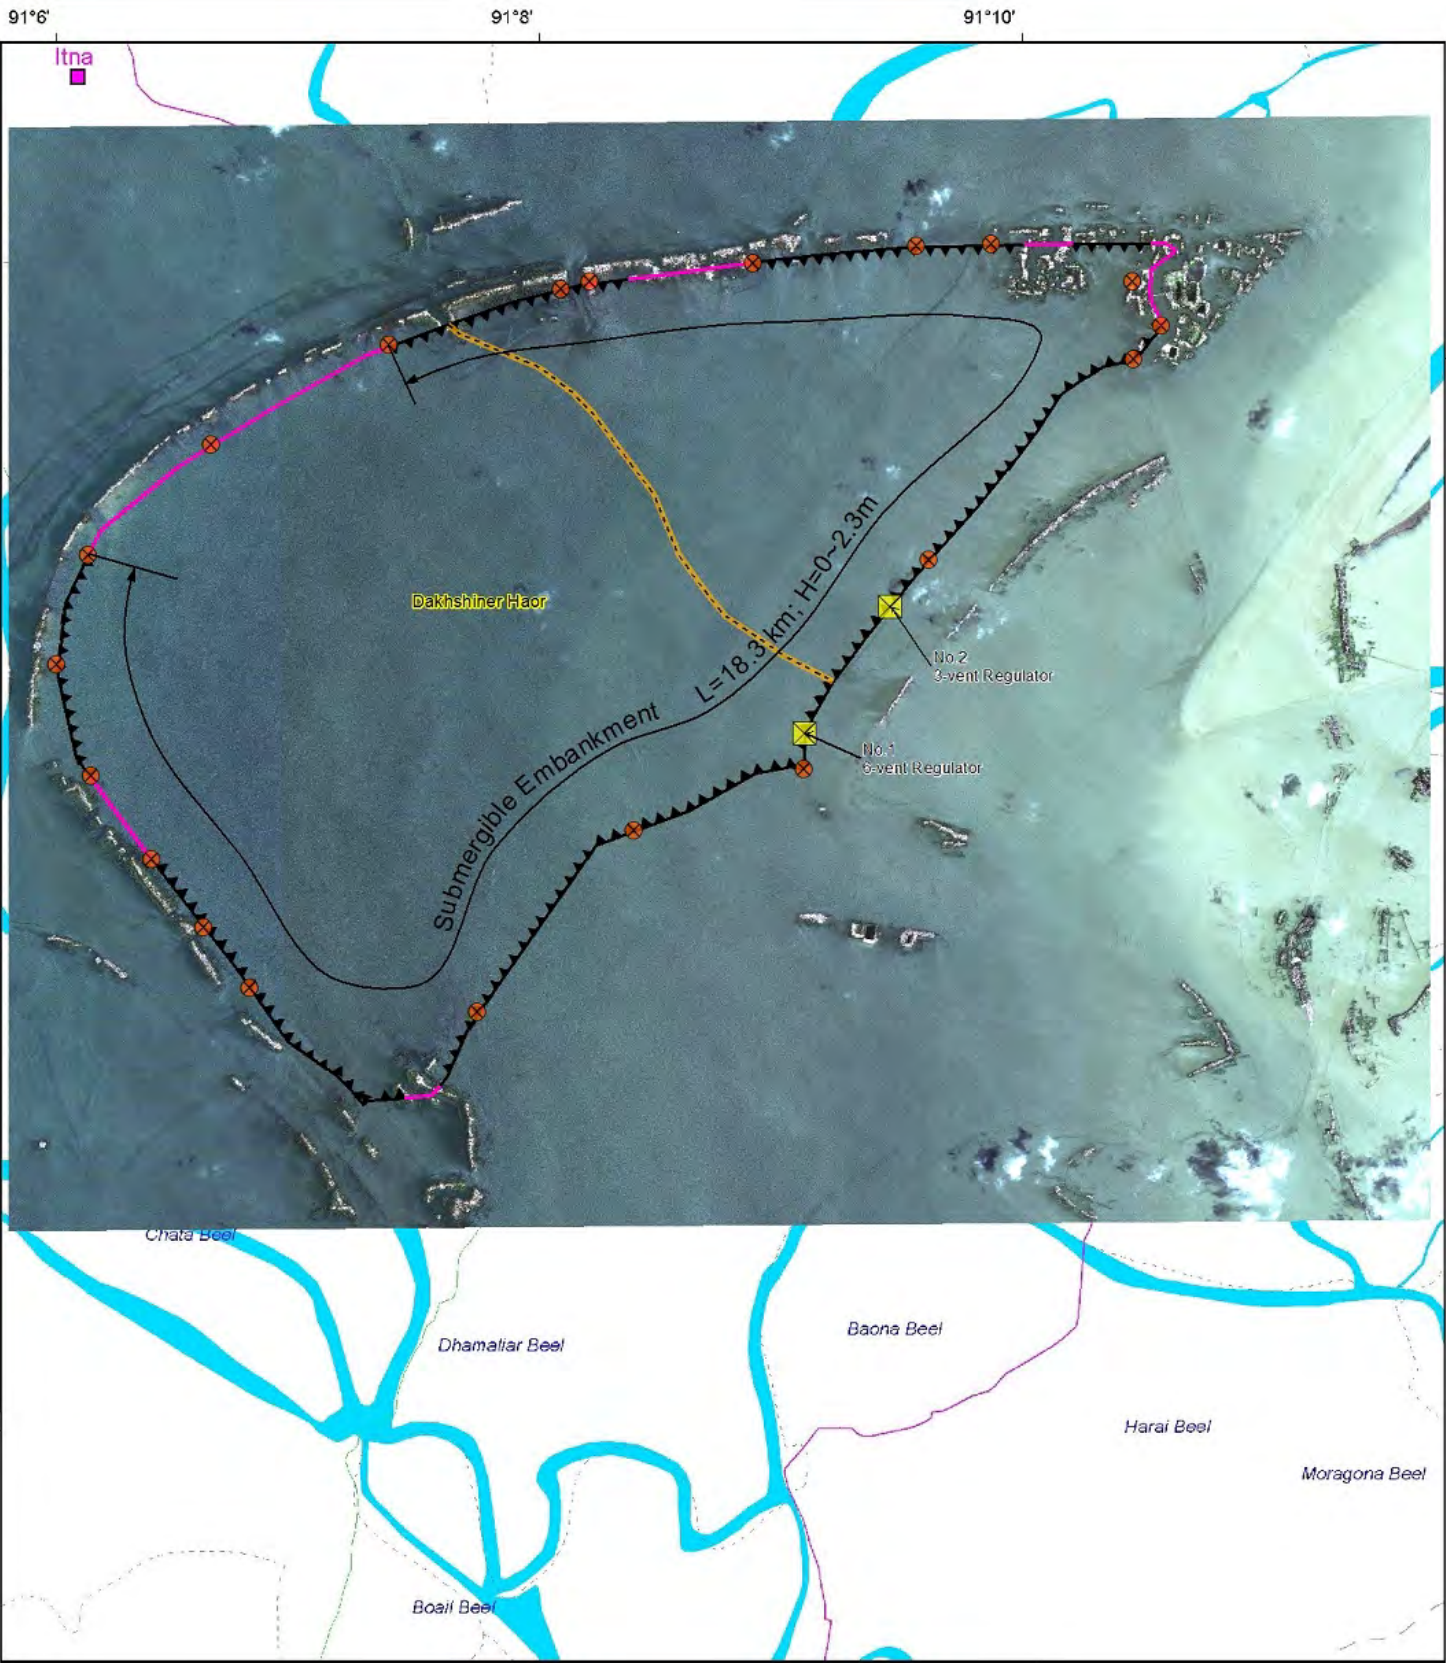 91°6' 91°8' 91°10'
Itna
Dakhshiner Haor
Submergible Embankment L=18.3 km; H=0~2.3m
No.2
3-vent Regulator
No.1
6-vent Regulator
Chata Beel
Dhamaliar Beel
Baona Beel
Harai Beel
Moragona Beel
Boail Beel